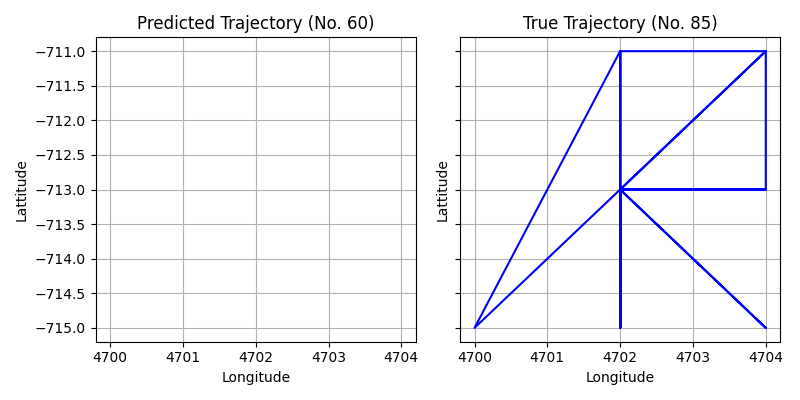 Predicted Trajectory (No. 60)
True Trajectory (No. 85)
Lattitude
−711.0
−711.5
−712.0
−712.5
−713.0
−713.5
−714.0
−714.5
−715.0
4700 4701 4702 4703 4704
Longitude
Lattitude
4700 4701 4702 4703 4704
Longitude